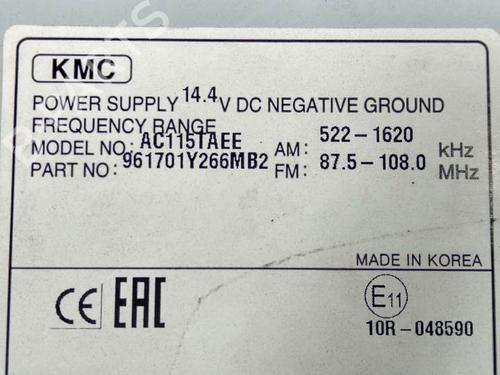 KMC
POWER SUPPLY 14.4 V DC NEGATIVE GROUND
FREQUENCY RANGE
MODEL NO: AC115TAEE AM: 522-1620 kHz
PART NO: 961701Y266MB2 FM: 87.5-108.0 MHz
MADE IN KOREA
CE EAC E11
10R-048590